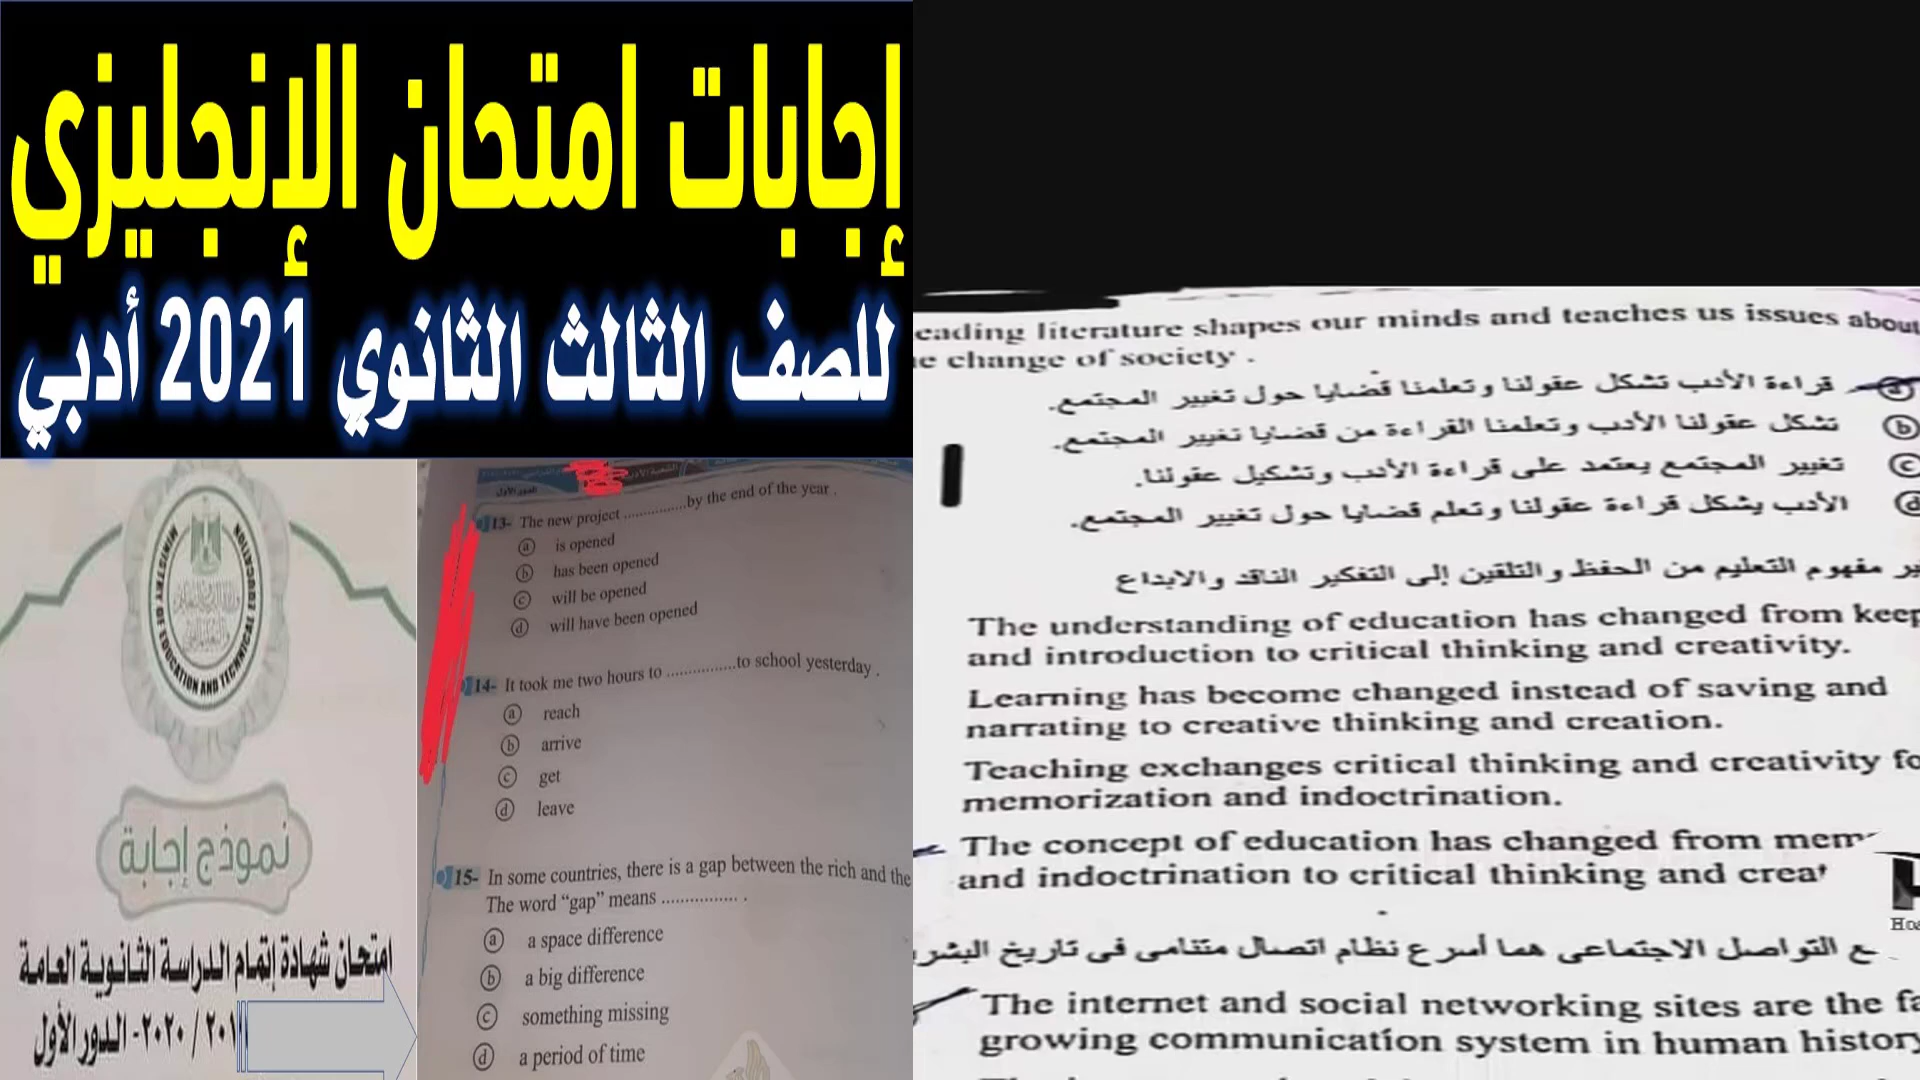 إجابات امتحان الإنجليزي
للصف الثالث الثانوي 2021 أدبي
MINISTRY OF EDUCATION AND TECHNICAL EDUCATION
نموذج إجابة
امتحان شهادة إتمام الدراسة الثانوية العامة
٢٠٢٠ - الدور الأول
الدور الأول
13- The new project ................by the end of the year .
a is opened
b has been opened
c will be opened
d will have been opened
14- It took me two hours to ..............to school yesterday .
a reach
b arrive
c get
d leave
15- In some countries, there is a gap between the rich and the
The word “gap” means ................. .
a a space difference
b a big difference
c something missing
d a period of time
eading literature shapes our minds and teaches us issues about
e change of society .
a قراءة الأدب تشكل عقولنا وتعلمنا قضايا حول تغيير المجتمع.
b تشكل عقولنا الأدب وتعلمنا القراءة من قضايا تغيير المجتمع.
c تغيير المجتمع يعتمد على قراءة الأدب وتشكيل عقولنا.
d الأدب يشكل قراءة عقولنا وتعلم قضايا حول تغيير المجتمع.
ير مفهوم التعليم من الحفظ والتلقين إلى التفكير الناقد والابداع
The understanding of education has changed from keep
and introduction to critical thinking and creativity.
Learning has become changed instead of saving and
narrating to creative thinking and creation.
Teaching exchanges critical thinking and creativity fo
memorization and indoctrination.
The concept of education has changed from mem
and indoctrination to critical thinking and creat
ع التواصل الاجتماعى هما أسرع نظام اتصال متنامى فى تاريخ البشر
The internet and social networking sites are the fa
growing communication system in human history